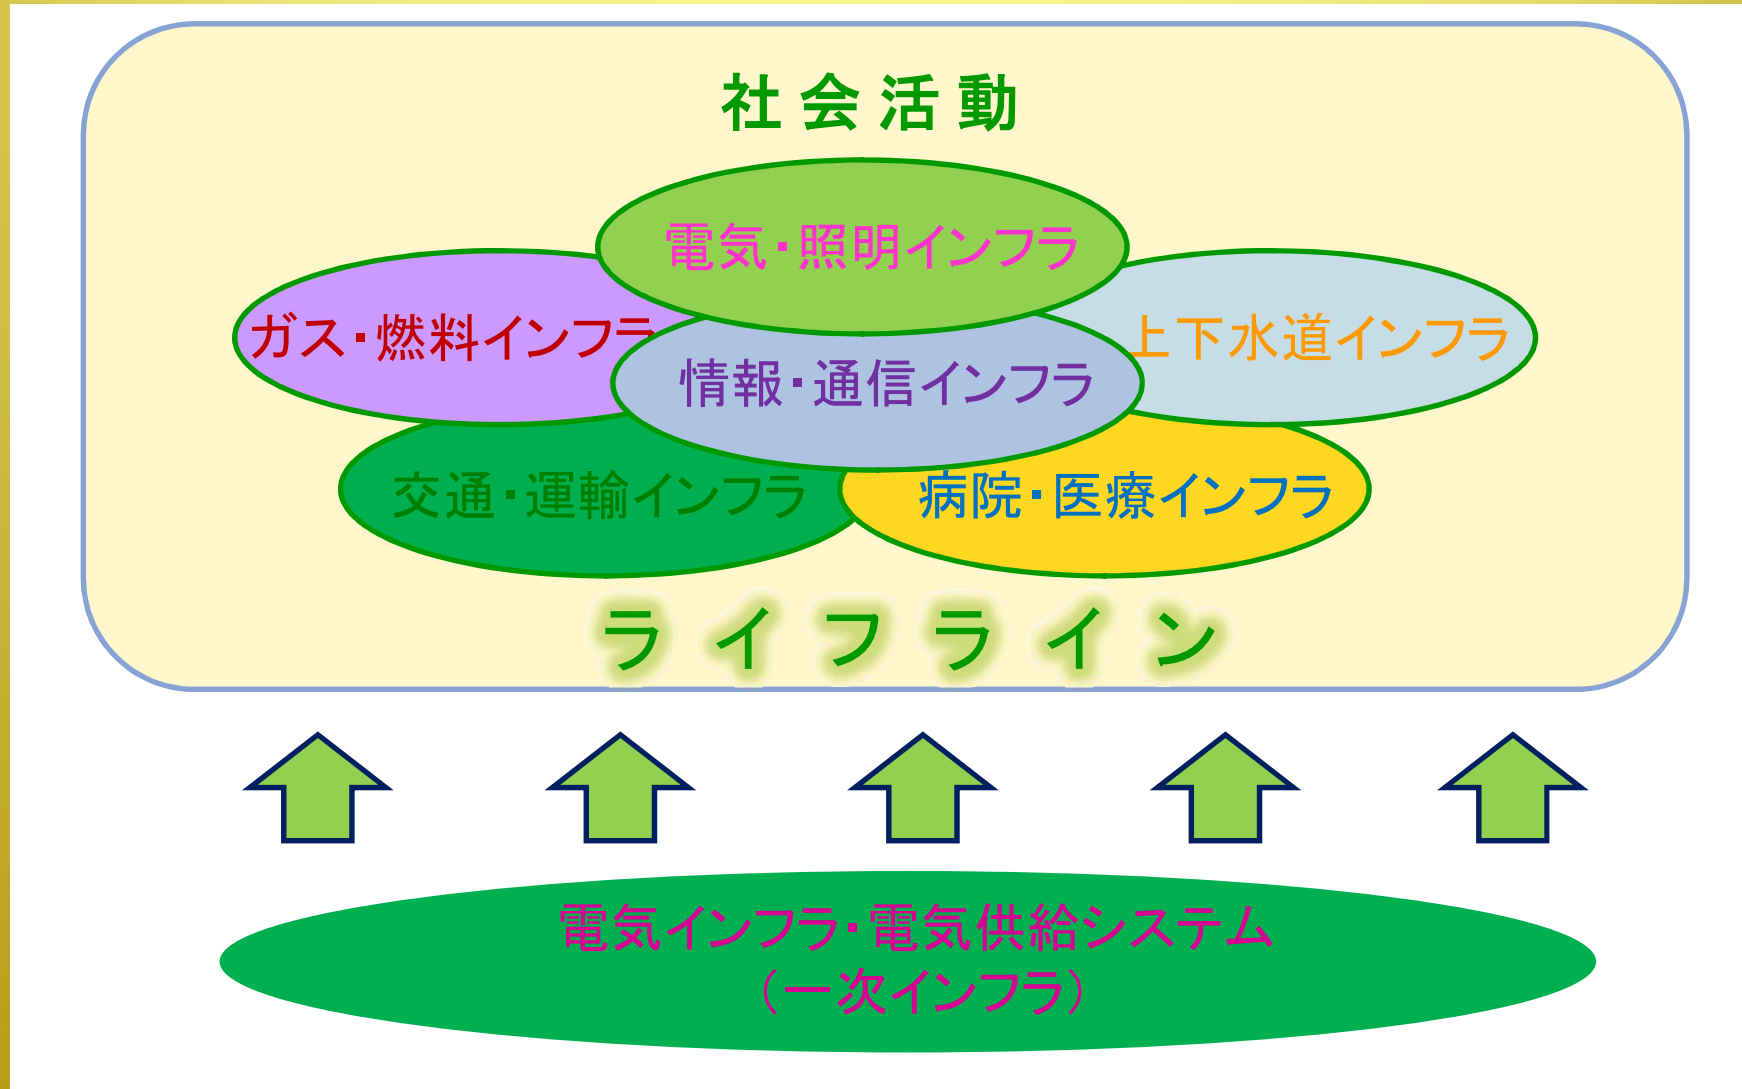 社会活動
電気・照明インフラ
ガス・燃料インフラ
上下水道インフラ
情報・通信インフラ
交通・運輸インフラ
病院・医療インフラ
ライフライン
電気インフラ・電気供給システム
（一次インフラ）